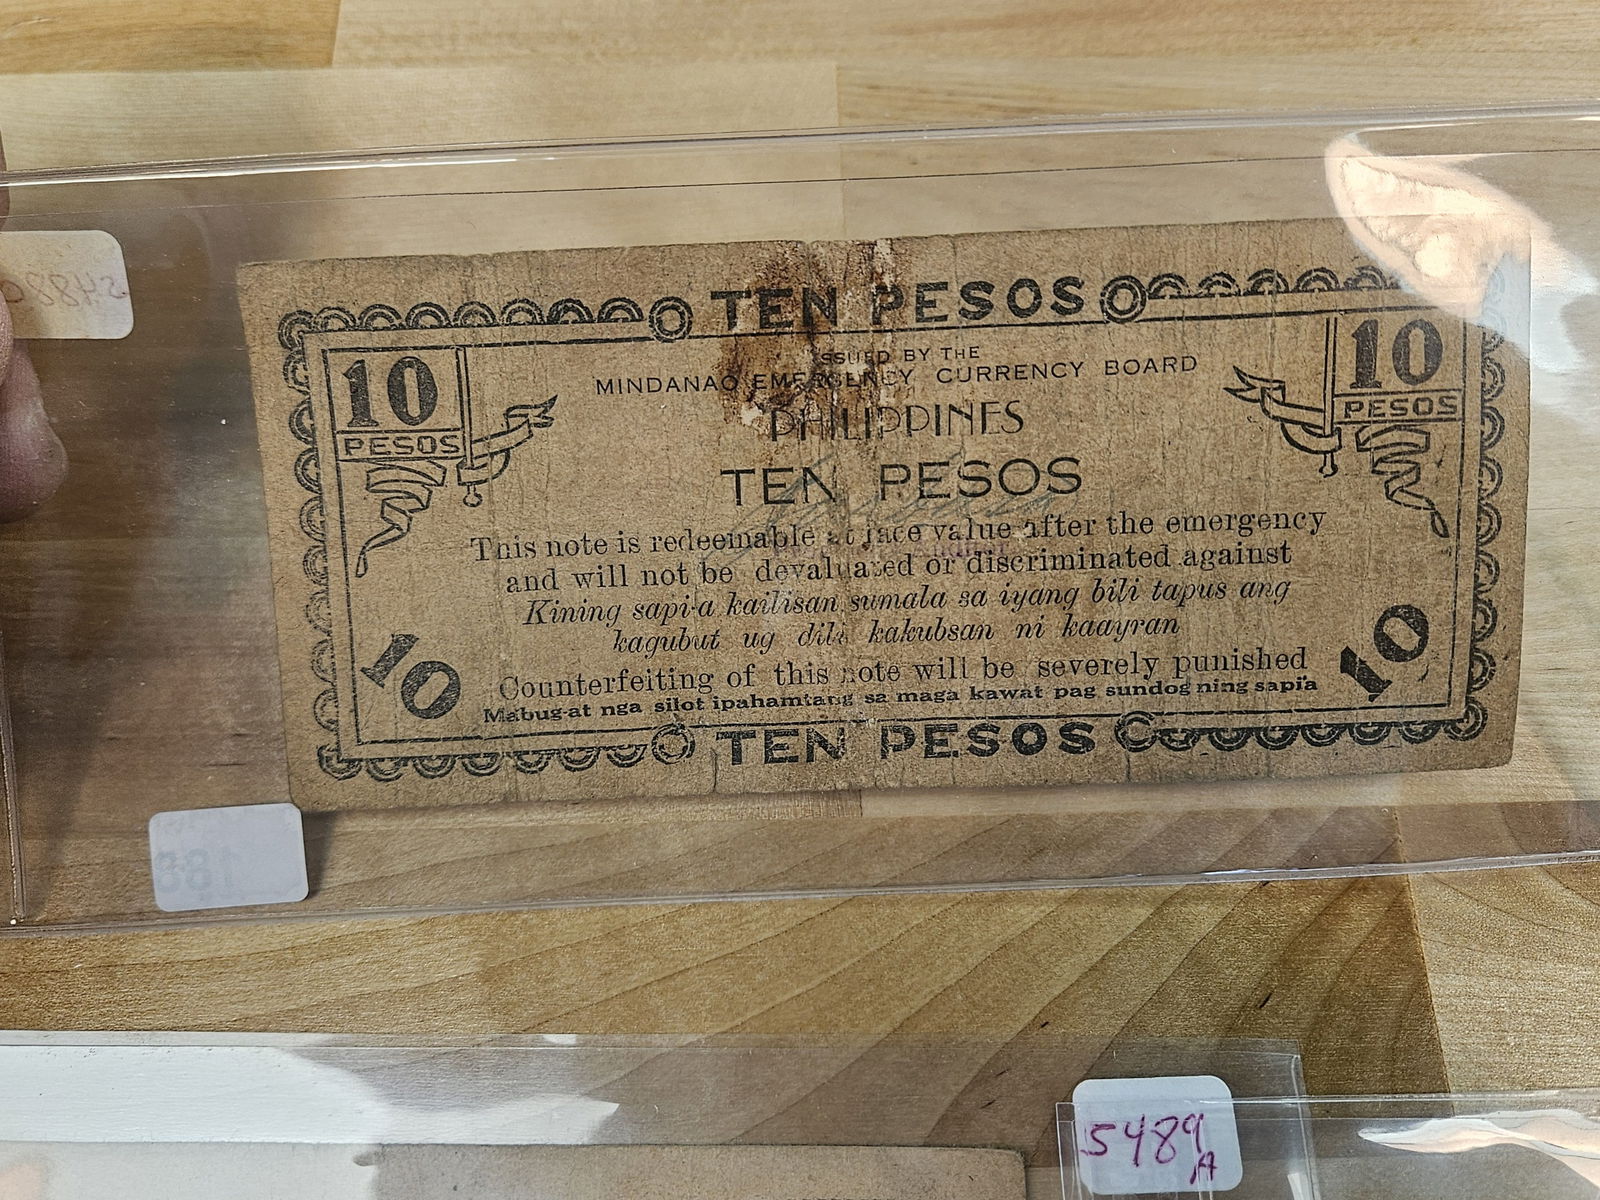 TEN PESOS
10 PESOS
10 PESOS
ISSUED BY THE
MINDANAO EMERGENCY CURRENCY BOARD
PHILIPPINES
TEN PESOS
This note is redeemable at face value after the emergency
and will not be devaluated or discriminated against
Kining sapi-a kailisan sumala sa iyang bili tapus ang
kagubut ug dili kakubsan ni kaayran
Counterfeiting of this note will be severely punished
Mabug-at nga silot ipahamtang sa maga kawat pag sundog ning sapi'a
10
10
TEN PESOS
5489
A